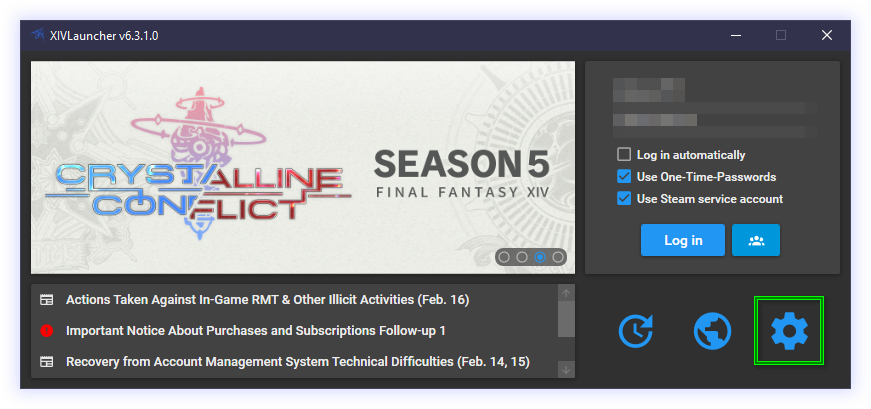 XIVLauncher v6.3.1.0
CRYSTALLINE
CONFLICT
SEASON 5
FINAL FANTASY XIV
Log in automatically
Use One-Time-Passwords
Use Steam service account
Log in
Actions Taken Against In-Game RMT & Other Illicit Activities (Feb. 16)
Important Notice About Purchases and Subscriptions Follow-up 1
Recovery from Account Management System Technical Difficulties (Feb. 14, 15)